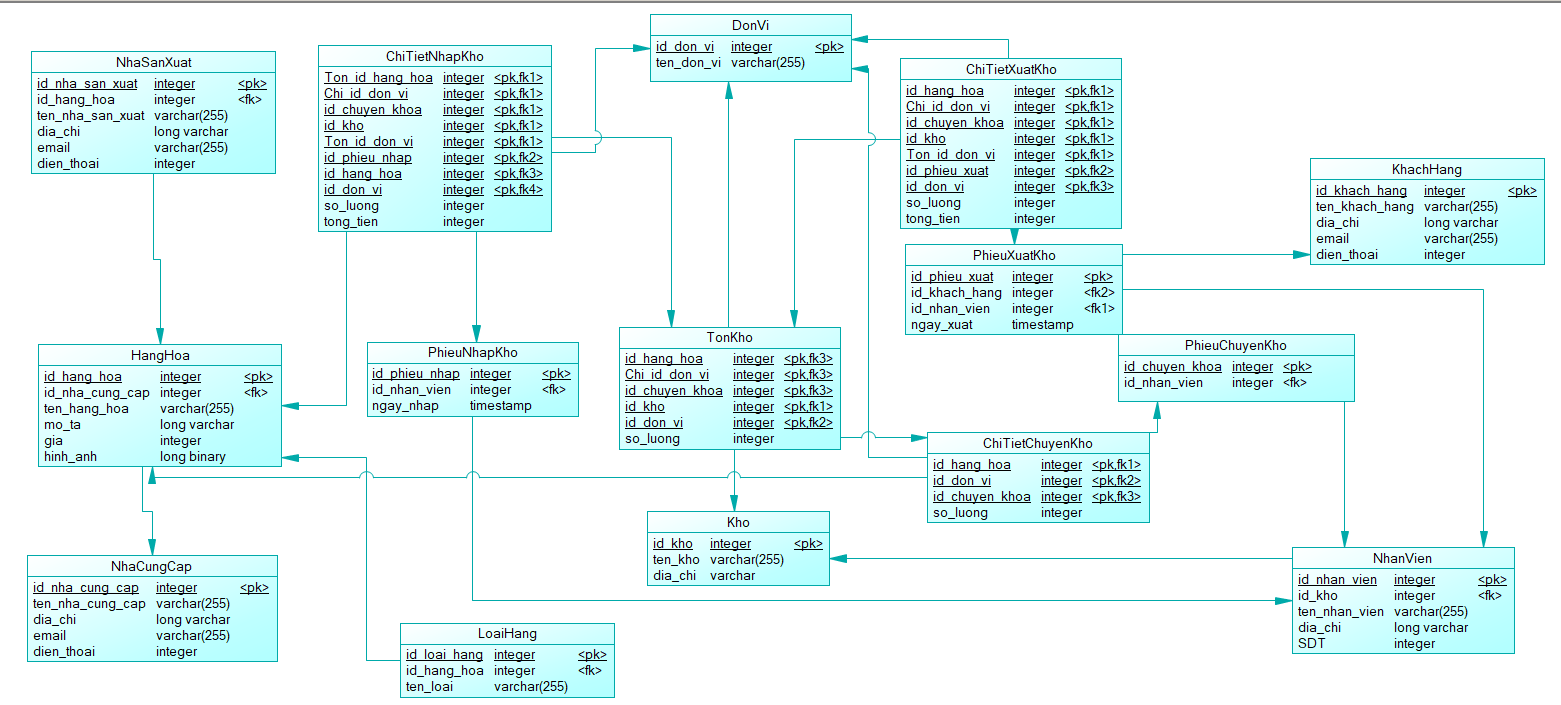 DonVi
id_don_vi integer <pk>
ten_don_vi varchar(255)
NhaSanXuat
id_nha_san_xuat integer <pk>
id_hang_hoa integer <fk>
ten_nha_san_xuat varchar(255)
dia_chi long varchar
email varchar(255)
dien_thoai integer
ChiTietNhapKho
Ton_id_hang_hoa integer <pk,fk1>
Chi_id_don_vi integer <pk,fk1>
id_chuyen_khoa integer <pk,fk1>
id_kho integer <pk,fk1>
Ton_id_don_vi integer <pk,fk1>
id_phieu_nhap integer <pk,fk2>
id_hang_hoa integer <pk,fk3>
id_don_vi integer <pk,fk4>
so_luong integer
tong_tien integer
ChiTietXuatKho
id_hang_hoa integer <pk,fk1>
Chi_id_don_vi integer <pk,fk1>
id_chuyen_khoa integer <pk,fk1>
id_kho integer <pk,fk1>
Ton_id_don_vi integer <pk,fk1>
id_phieu_xuat integer <pk,fk2>
id_don_vi integer <pk,fk3>
so_luong integer
tong_tien integer
KhachHang
id_khach_hang integer <pk>
ten_khach_hang varchar(255)
dia_chi long varchar
email varchar(255)
dien_thoai integer
PhieuXuatKho
id_phieu_xuat integer <pk>
id_khach_hang integer <fk2>
id_nhan_vien integer <fk1>
ngay_xuat timestamp
HangHoa
id_hang_hoa integer <pk>
id_nha_cung_cap integer <fk>
ten_hang_hoa varchar(255)
mo_ta long varchar
gia integer
hinh_anh long binary
PhieuNhapKho
id_phieu_nhap integer <pk>
id_nhan_vien integer <fk>
ngay_nhap timestamp
TonKho
id_hang_hoa integer <pk,fk3>
Chi_id_don_vi integer <pk,fk3>
id_chuyen_khoa integer <pk,fk3>
id_kho integer <pk,fk1>
id_don_vi integer <pk,fk2>
so_luong integer
PhieuChuyenKho
id_chuyen_khoa integer <pk>
id_nhan_vien integer <fk>
ChiTietChuyenKho
id_hang_hoa integer <pk,fk1>
id_don_vi integer <pk,fk2>
id_chuyen_khoa integer <pk,fk3>
so_luong integer
Kho
id_kho integer <pk>
ten_kho varchar(255)
dia_chi varchar
NhaCungCap
id_nha_cung_cap integer <pk>
ten_nha_cung_cap varchar(255)
dia_chi long varchar
email varchar(255)
dien_thoai integer
NhanVien
id_nhan_vien integer <pk>
id_kho integer <fk>
ten_nhan_vien varchar(255)
dia_chi long varchar
SDT integer
LoaiHang
id_loai_hang integer <pk>
id_hang_hoa integer <fk>
ten_loai varchar(255)